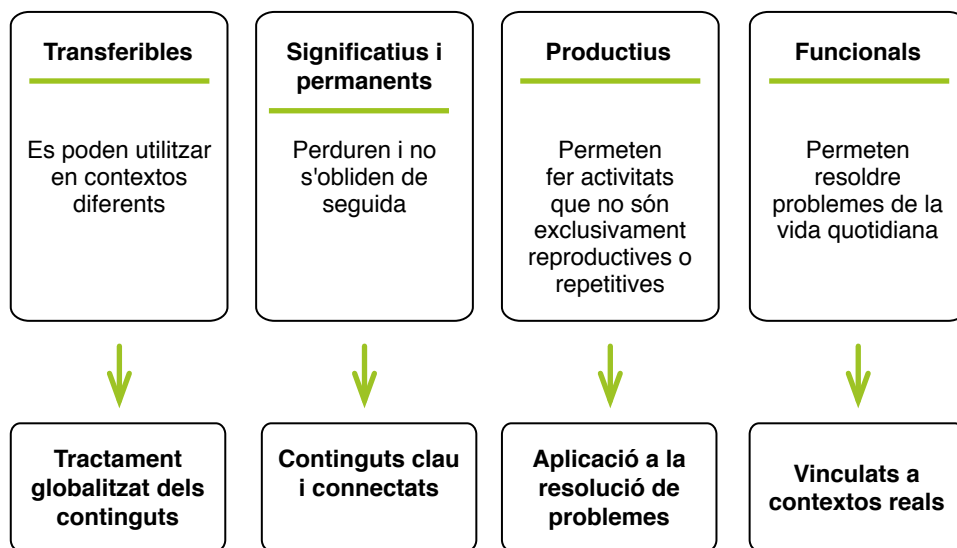 Transferibles
Es poden utilitzar
en contextos
diferents
Significatius i
permanents
Perduren i no
s'obliden de
seguida
Productius
Permeten
fer activitats
que no són
exclusivament
reproductives o
repetitives
Funcionals
Permeten
resoldre
problemes de la
vida quotidiana
Tractament
globalitzat dels
continguts
Continguts clau
i connectats
Aplicació a la
resolució de
problemes
Vinculats a
contextos reals